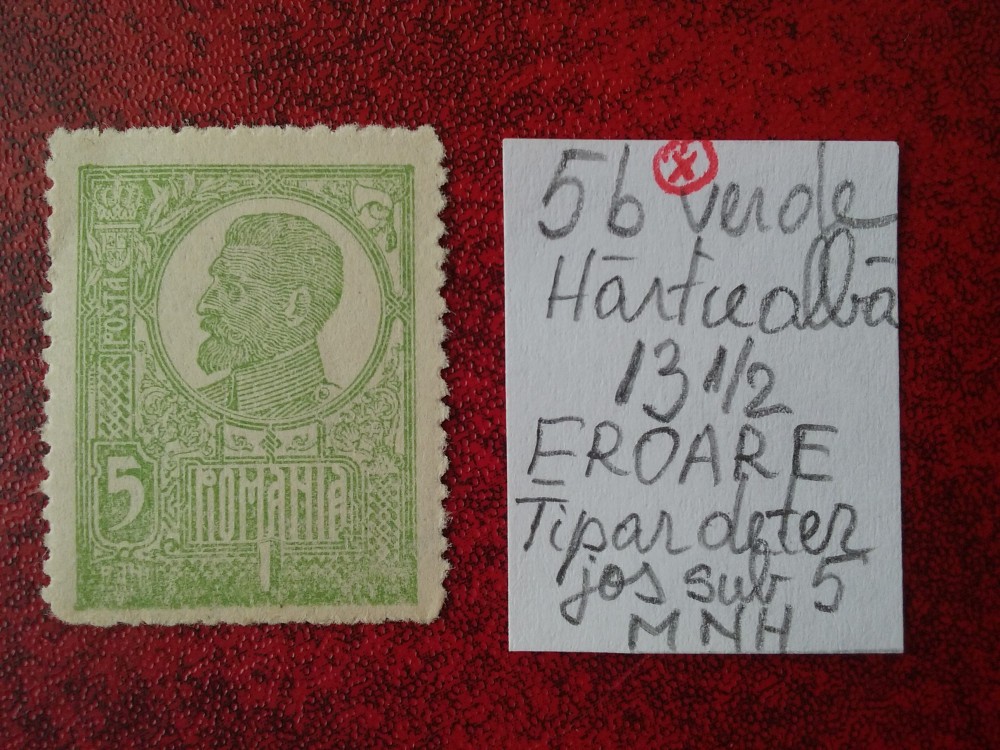 POSTA
5
ROMANIA
5 b verde
x
Hârtie albă
13 1/2
EROARE
Tipar deter
jos sub 5
MNH